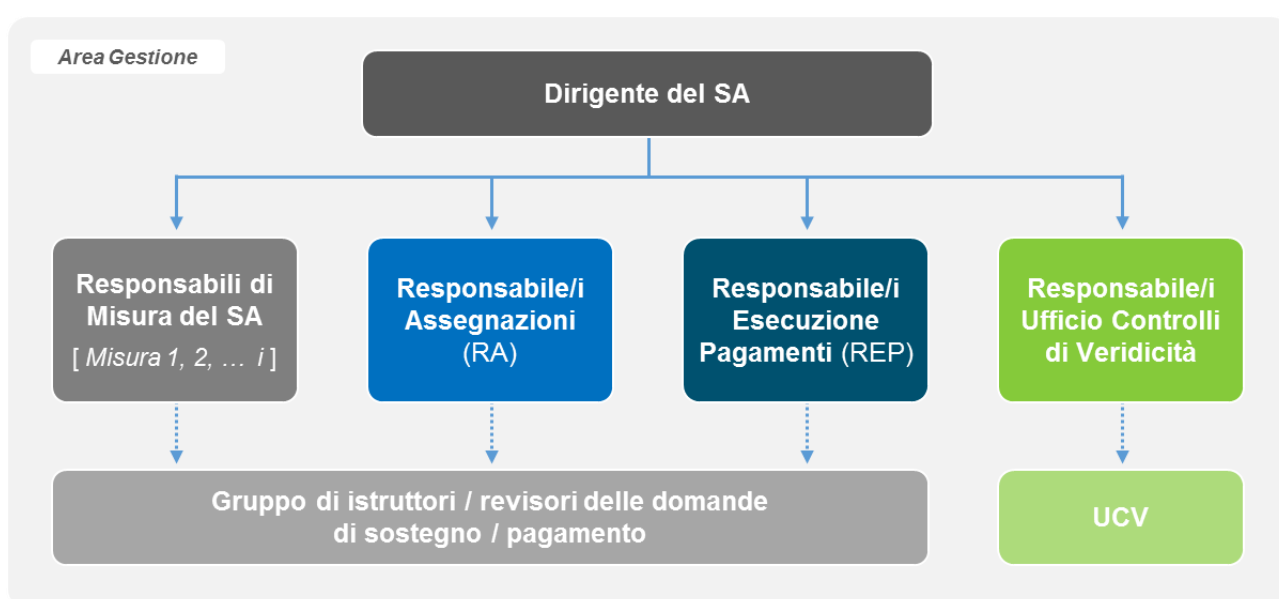 Area Gestione
Dirigente del SA
Responsabili di
Misura del SA
[ Misura 1, 2, … i ]
Responsabile/i
Assegnazioni
(RA)
Responsabile/i
Esecuzione
Pagamenti (REP)
Responsabile/i
Ufficio Controlli
di Veridicità
Gruppo di istruttori / revisori delle domande
di sostegno / pagamento
UCV